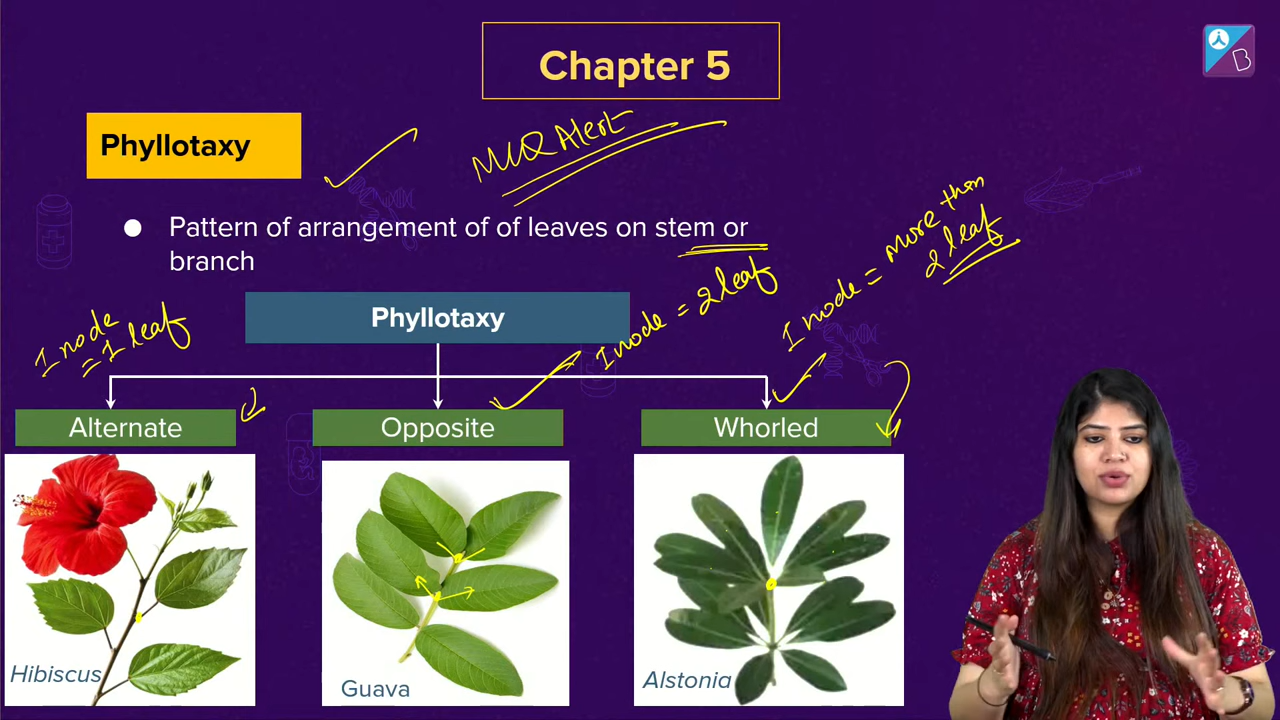 Chapter 5
Phyllotaxy
MCQ Alert
Pattern of arrangement of of leaves on stem or
branch
Phyllotaxy
1 node
= 1 leaf
1 node = 2 leaf
1 node = more than
2 leaf
Alternate
Opposite
Whorled
Hibiscus
Guava
Alstonia
B